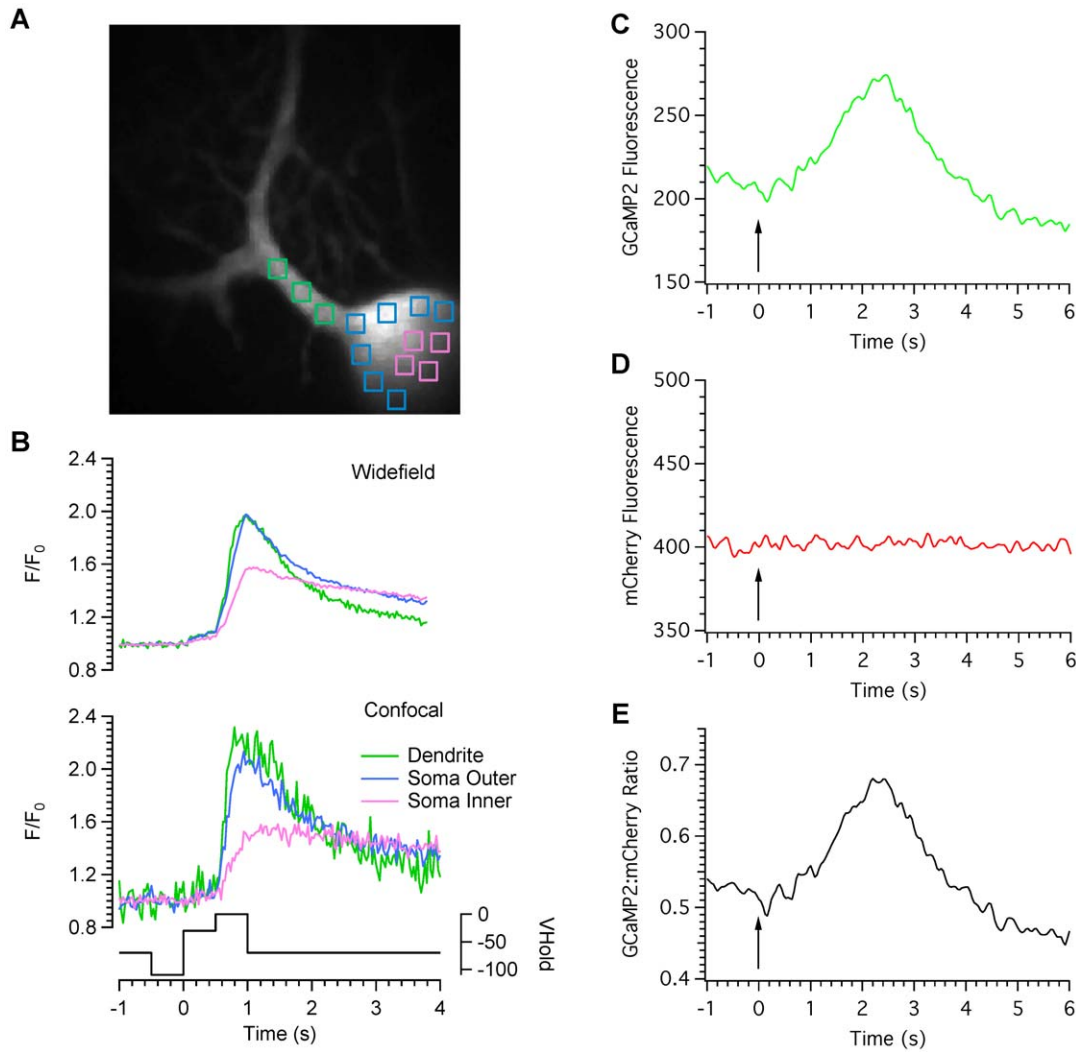 A
B
2.4
2.0
1.6
1.2
0.8
F/F0
Widefield
2.4
2.0
1.6
1.2
0.8
F/F0
Confocal
Dendrite
Soma Outer
Soma Inner
0
-50
-100
VHold
-1 0 1 2 3 4
Time (s)
C
300
250
200
150
GCaMP2 Fluorescence
-1 0 1 2 3 4 5 6
Time (s)
D
500
450
400
350
mCherry Fluorescence
-1 0 1 2 3 4 5 6
Time (s)
E
0.7
0.6
0.5
0.4
GCaMP2:mCherry Ratio
-1 0 1 2 3 4 5 6
Time (s)